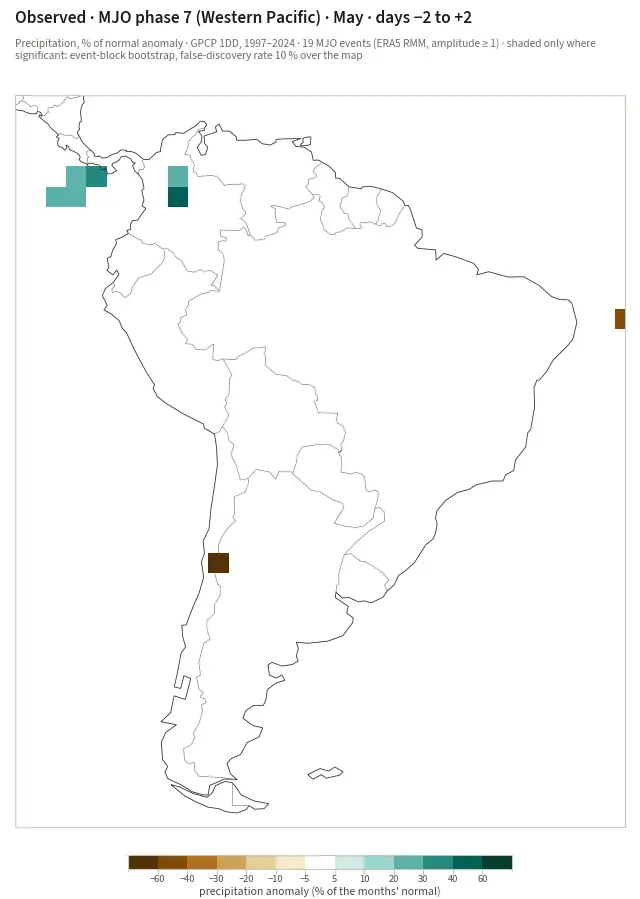 Observed · MJO phase 7 (Western Pacific) · May · days −2 to +2
Precipitation, % of normal anomaly · GPCP 1DD, 1997–2024 · 19 MJO events (ERA5 RMM, amplitude ≥ 1) · shaded only where
significant: event-block bootstrap, false-discovery rate 10 % over the map
−60 −40 −30 −20 −10 −5 5 10 20 30 40 60
precipitation anomaly (% of the months' normal)